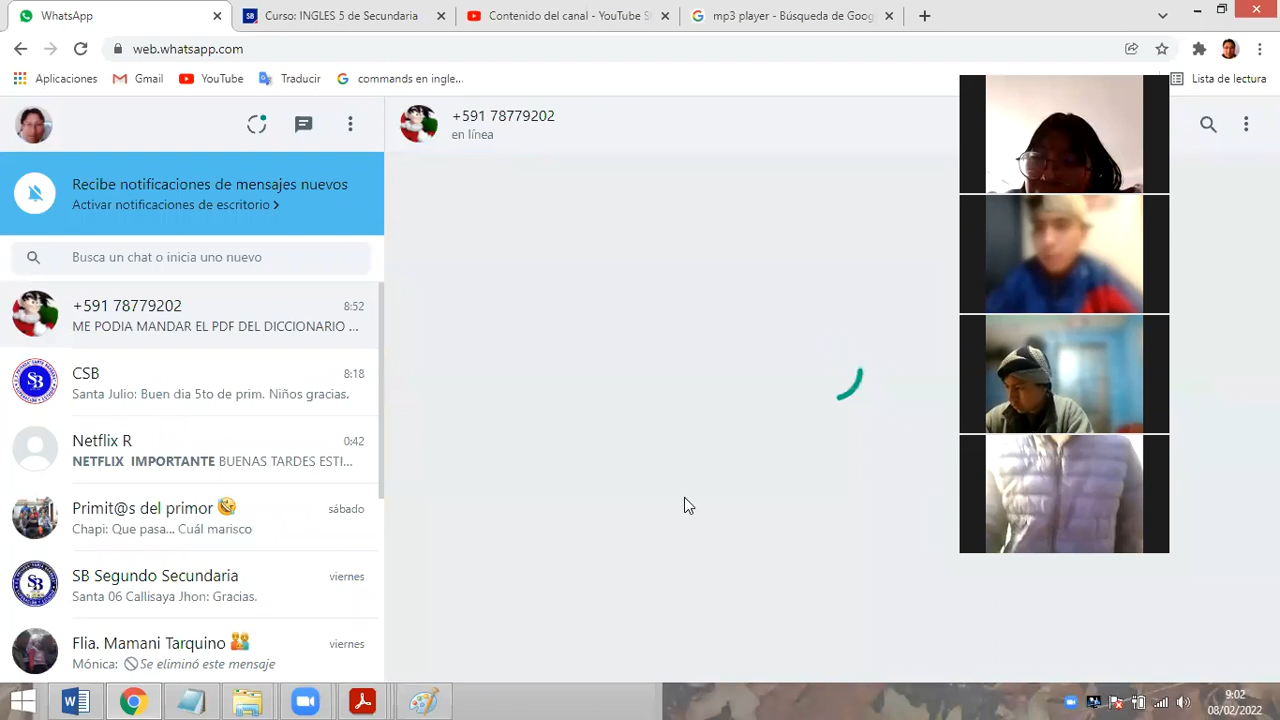 WhatsApp
SB Curso: INGLES 5 de Secundaria
Contenido del canal - YouTube S
mp3 player - Búsqueda de Goog
web.whatsapp.com
Aplicaciones
Gmail
YouTube
Traducir
commands en ingle...
Lista de lectura
+591 78779202
en línea
Recibe notificaciones de mensajes nuevos
Activar notificaciones de escritorio >
Busca un chat o inicia uno nuevo
+591 78779202 8:52
ME PODIA MANDAR EL PDF DEL DICCIONARIO ...
SB
CSB 8:18
Santa Julio: Buen dia 5to de prim. Niños gracias.
Netflix R 0:42
NETFLIX IMPORTANTE BUENAS TARDES ESTI...
Primit@s del primor sábado
Chapi: Que pasa... Cuál marisco
SB
SB Segundo Secundaria viernes
Santa 06 Callisaya Jhon: Gracias.
Flia. Mamani Tarquino viernes
Mónica: Se eliminó este mensaje
9:02
08/02/2022